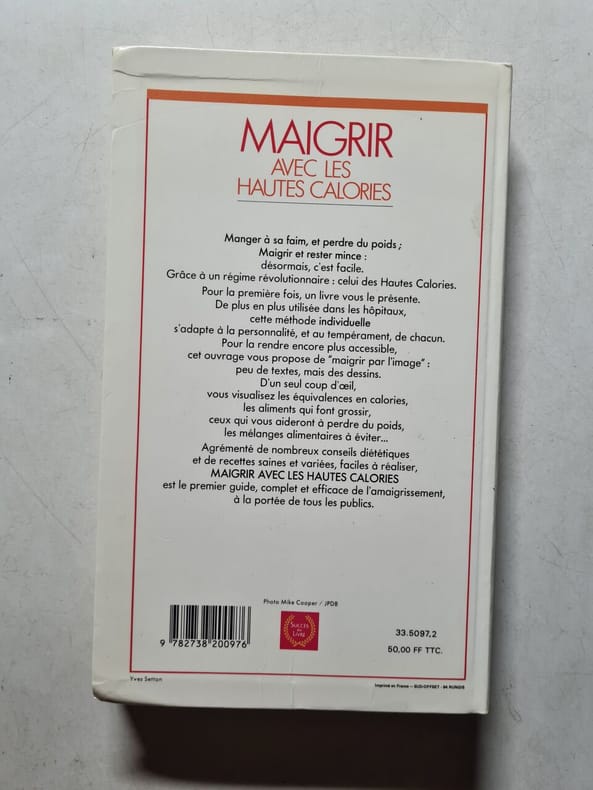 MAIGRIR
AVEC LES
HAUTES CALORIES
Manger à sa faim, et perdre du poids ;
Maigrir et rester mince :
désormais, c'est facile.
Grâce à un régime révolutionnaire : celui des Hautes Calories.
Pour la première fois, un livre vous le présente.
De plus en plus utilisée dans les hôpitaux,
cette méthode individuelle
s'adapte à la personnalité, et au tempérament, de chacun.
Pour la rendre encore plus accessible,
cet ouvrage vous propose de "maigrir par l'image" :
peu de textes, mais des dessins.
D'un seul coup d'œil,
vous visualisez les équivalences en calories,
les aliments qui font grossir,
ceux qui vous aideront à perdre du poids,
les mélanges alimentaires à éviter...
Agrémenté de nombreux conseils diététiques
et de recettes saines et variées, faciles à réaliser,
MAIGRIR AVEC LES HAUTES CALORIES
est le premier guide, complet et efficace de l'amaigrissement,
à la portée de tous les publics.
Photo Mike Cooper / JPDB
9 782738 200976
SUCCÈS
DU
LIVRE
33.5097.2
50,00 FF TTC.
Yves Setton
Imprimé en France — SUD-OFFSET - 94 RUNGIS